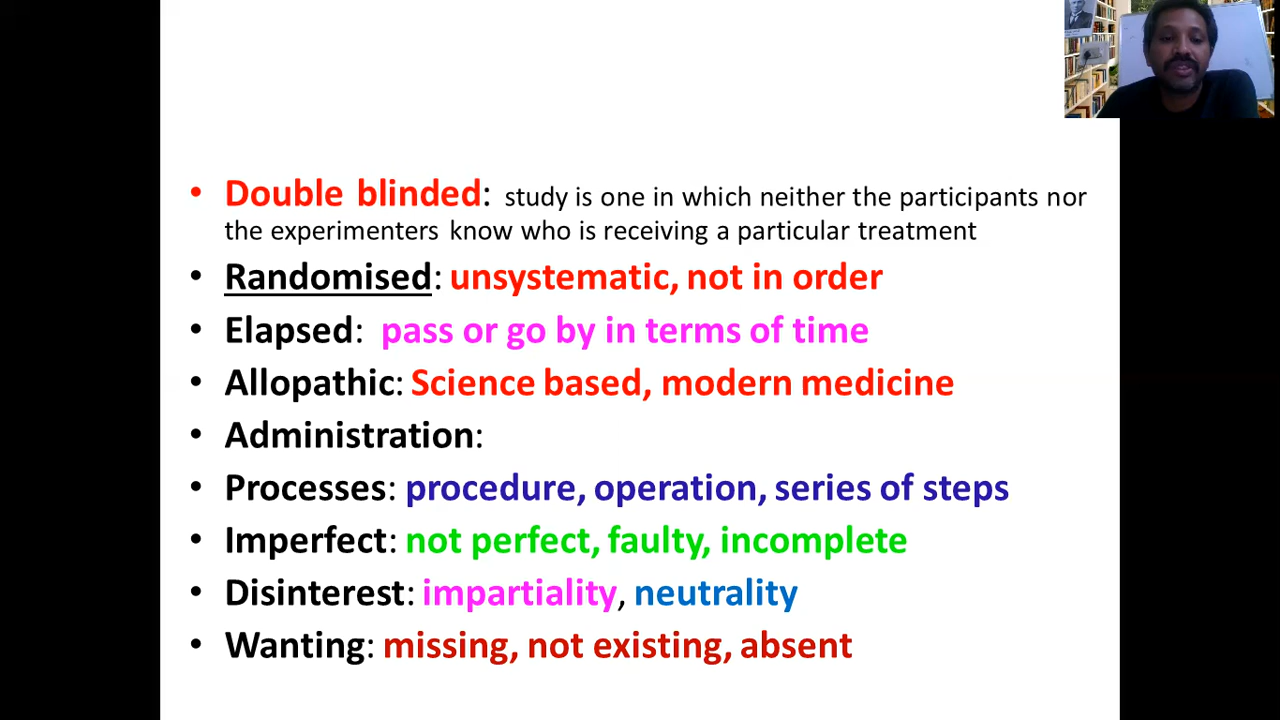 • Double blinded: study is one in which neither the participants nor
the experimenters know who is receiving a particular treatment
• Randomised: unsystematic, not in order
• Elapsed: pass or go by in terms of time
• Allopathic: Science based, modern medicine
• Administration:
• Processes: procedure, operation, series of steps
• Imperfect: not perfect, faulty, incomplete
• Disinterest: impartiality, neutrality
• Wanting: missing, not existing, absent